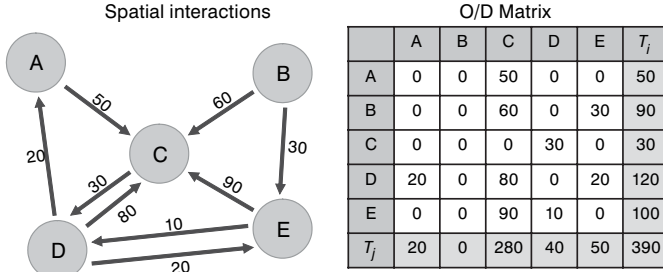 Spatial interactions
A
B
C
D
E
50
60
30
20
30
80
90
10
20
O/D Matrix
A B C D E Ti
A 0 0 50 0 0 50
B 0 0 60 0 30 90
C 0 0 0 30 0 30
D 20 0 80 0 20 120
E 0 0 90 10 0 100
Tj 20 0 280 40 50 390